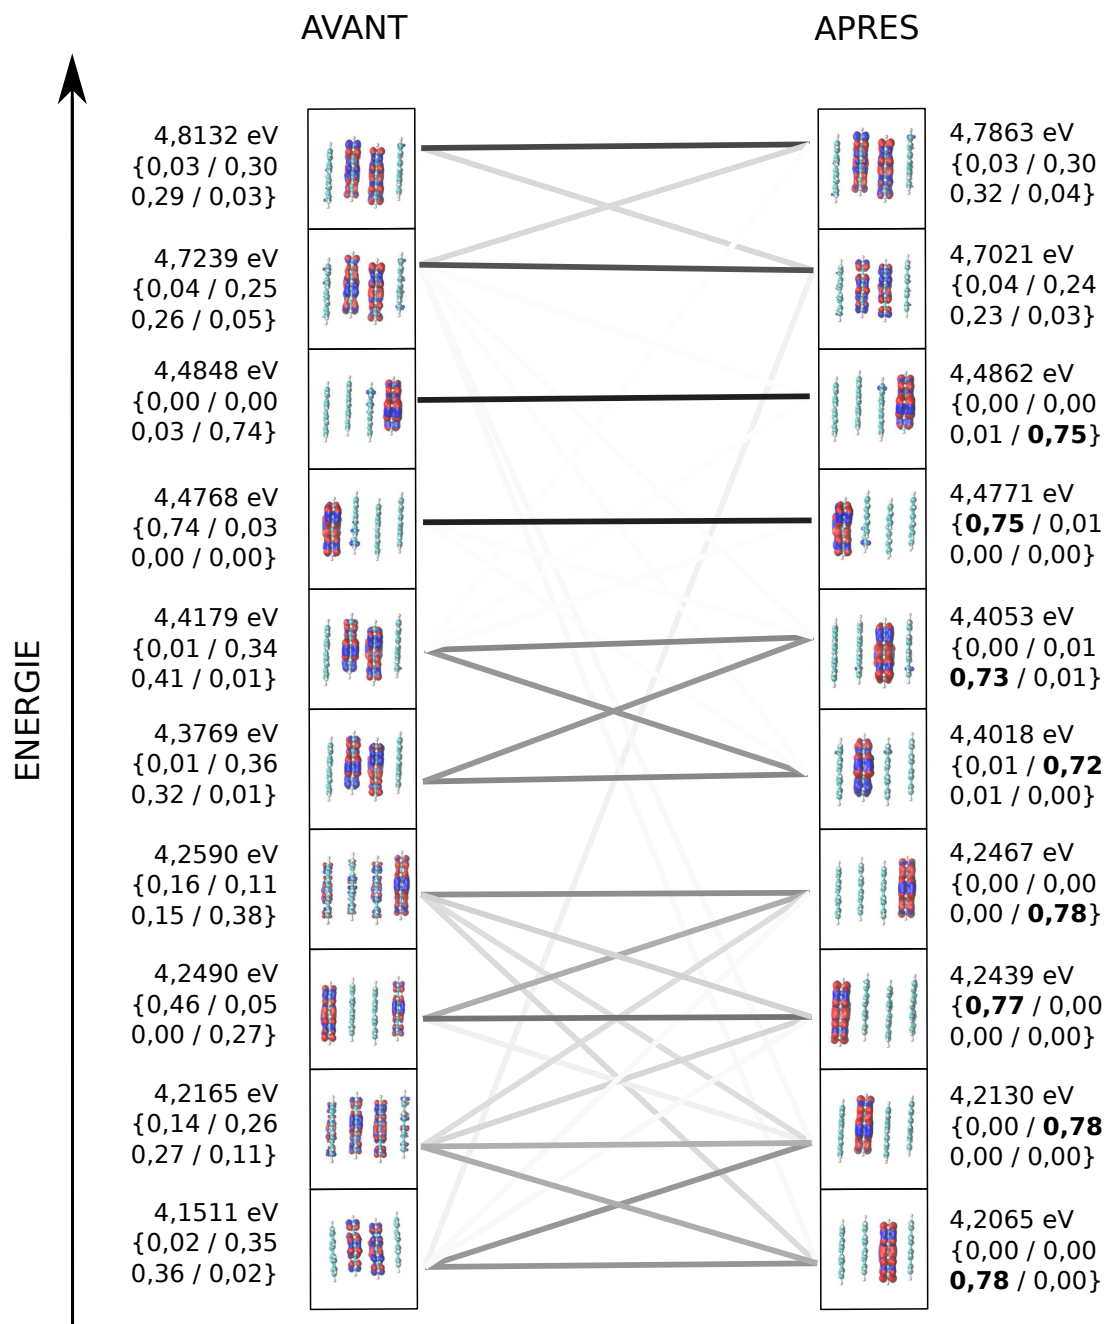 AVANT
APRES
ENERGIE
4,8132 eV
{0,03 / 0,30
0,29 / 0,03}
4,7239 eV
{0,04 / 0,25
0,26 / 0,05}
4,4848 eV
{0,00 / 0,00
0,03 / 0,74}
4,4768 eV
{0,74 / 0,03
0,00 / 0,00}
4,4179 eV
{0,01 / 0,34
0,41 / 0,01}
4,3769 eV
{0,01 / 0,36
0,32 / 0,01}
4,2590 eV
{0,16 / 0,11
0,15 / 0,38}
4,2490 eV
{0,46 / 0,05
0,00 / 0,27}
4,2165 eV
{0,14 / 0,26
0,27 / 0,11}
4,1511 eV
{0,02 / 0,35
0,36 / 0,02}
4,7863 eV
{0,03 / 0,30
0,32 / 0,04}
4,7021 eV
{0,04 / 0,24
0,23 / 0,03}
4,4862 eV
{0,00 / 0,00
0,01 / 0,75}
4,4771 eV
{0,75 / 0,01
0,00 / 0,00}
4,4053 eV
{0,00 / 0,01
0,73 / 0,01}
4,4018 eV
{0,01 / 0,72
0,01 / 0,00}
4,2467 eV
{0,00 / 0,00
0,00 / 0,78}
4,2439 eV
{0,77 / 0,00
0,00 / 0,00}
4,2130 eV
{0,00 / 0,78
0,00 / 0,00}
4,2065 eV
{0,00 / 0,00
0,78 / 0,00}